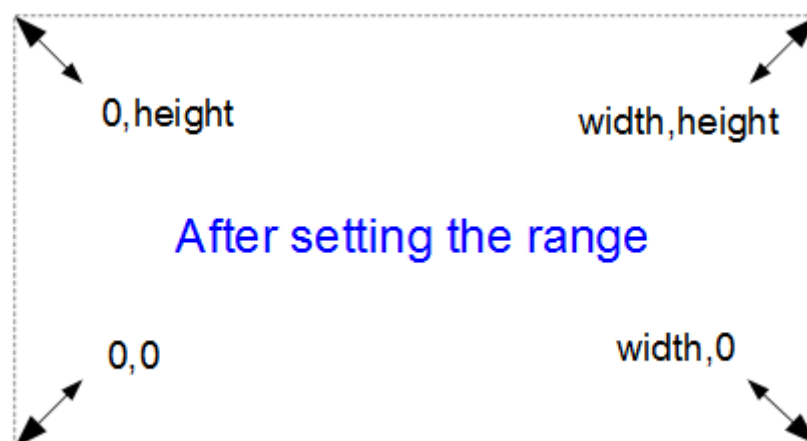 0,height
width,height
After setting the range
0,0
width,0